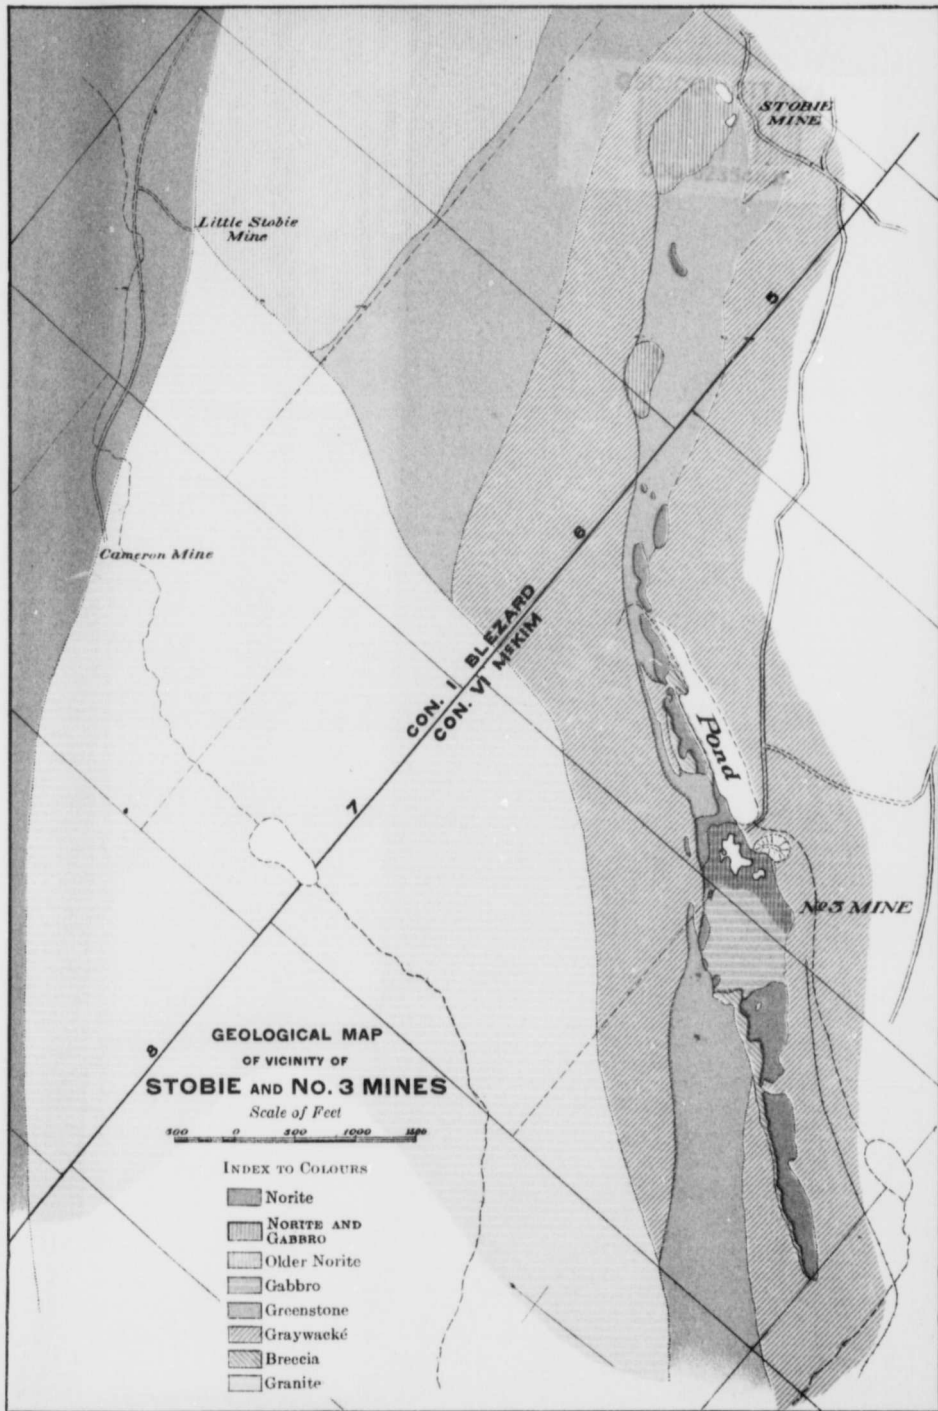 STOBIE
MINE
Little Stobie
Mine
5
Cameron Mine
6
CON. I BLEZARD
CON. VI McKIM
Pond
7
No3 MINE
8
GEOLOGICAL MAP
OF VICINITY OF
STOBIE AND NO. 3 MINES
Scale of Feet
500 0 500 1000 1500
INDEX TO COLOURS
Norite
NORITE AND
GABBRO
Older Norite
Gabbro
Greenstone
Graywacké
Breccia
Granite